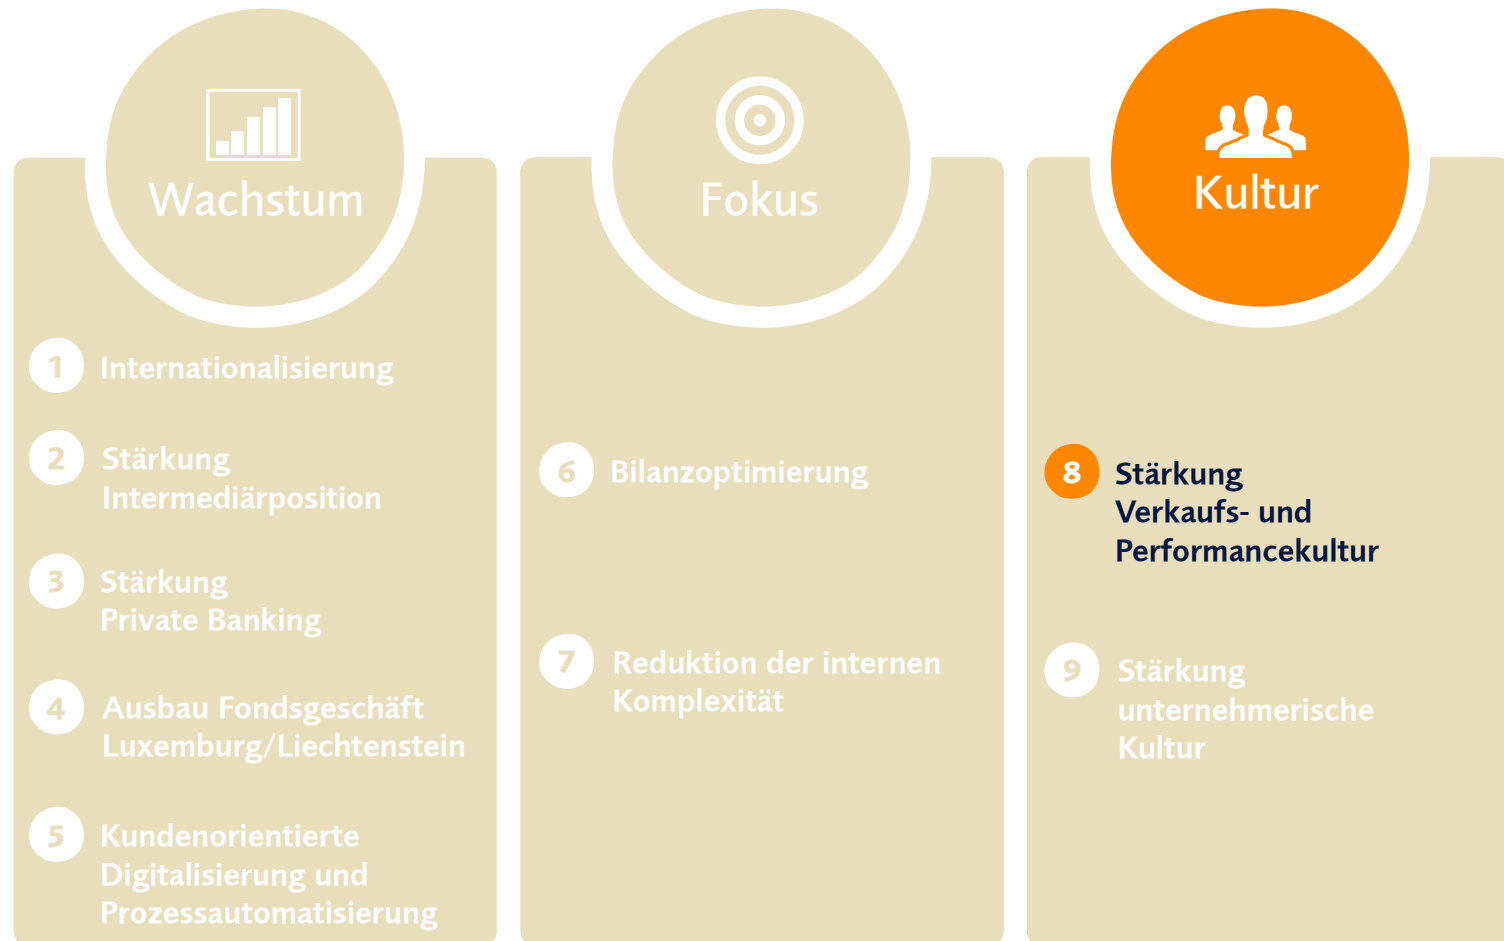 Wachstum
1 Internationalisierung
2 Stärkung
Intermediärposition
3 Stärkung
Private Banking
4 Ausbau Fondsgeschäft
Luxemburg/Liechtenstein
5 Kundenorientierte
Digitalisierung und
Prozessautomatisierung
Fokus
6 Bilanzoptimierung
7 Reduktion der internen
Komplexität
Kultur
8 Stärkung
Verkaufs- und
Performancekultur
9 Stärkung
unternehmerische
Kultur